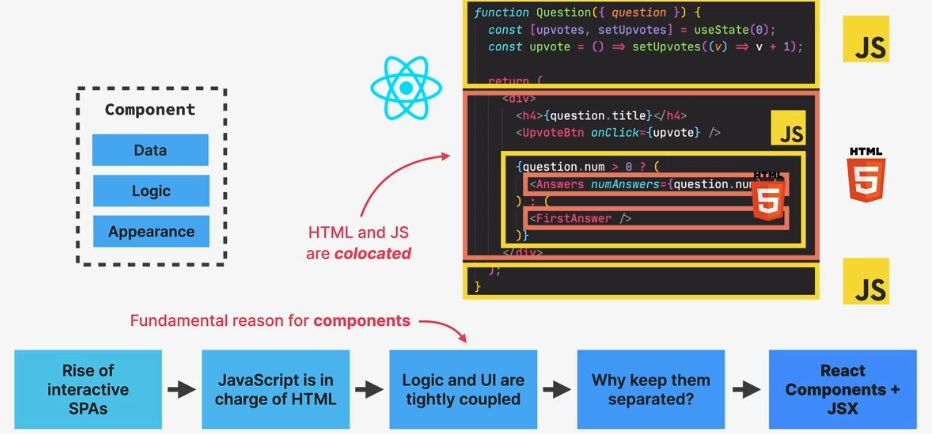 function Question({ question }) {
const [upvotes, setUpvotes] = useState(0);
const upvote = () ⇒ setUpvotes((v) ⇒ v + 1);
return (
<div>
<h4>{question.title}</h4>
<UpvoteBtn onClick={upvote} />
{question.num > 0 ? (
<Answers numAnswers={question.num
) : (
<FirstAnswer />
)}
</div>
);
}
JS
JS
HTML
5
HTML
5
JS
Component
Data
Logic
Appearance
HTML and JS
are colocated
Fundamental reason for components
Rise of
interactive
SPAs
JavaScript is in
charge of HTML
Logic and UI are
tightly coupled
Why keep them
separated?
React
Components +
JSX